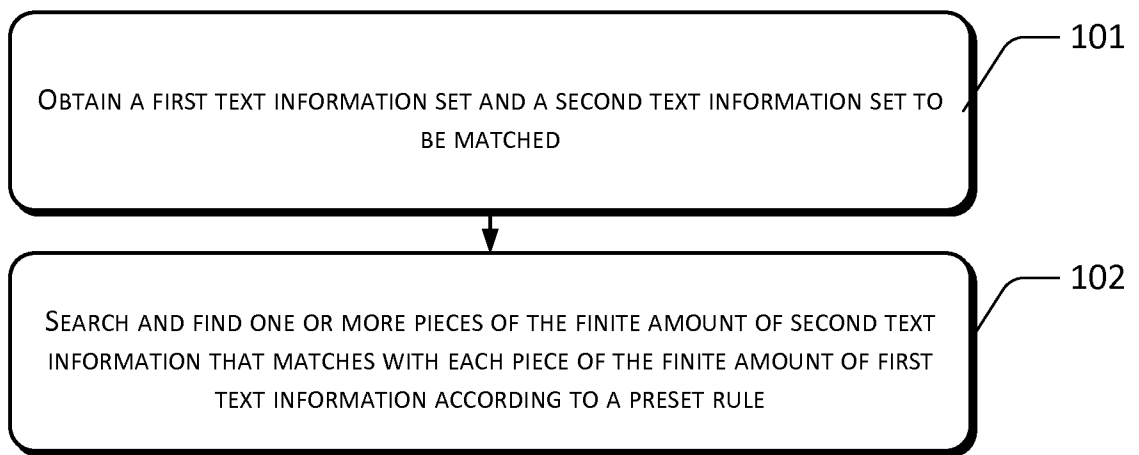 OBTAIN A FIRST TEXT INFORMATION SET AND A SECOND TEXT INFORMATION SET TO
BE MATCHED
101
SEARCH AND FIND ONE OR MORE PIECES OF THE FINITE AMOUNT OF SECOND TEXT
INFORMATION THAT MATCHES WITH EACH PIECE OF THE FINITE AMOUNT OF FIRST
TEXT INFORMATION ACCORDING TO A PRESET RULE
102